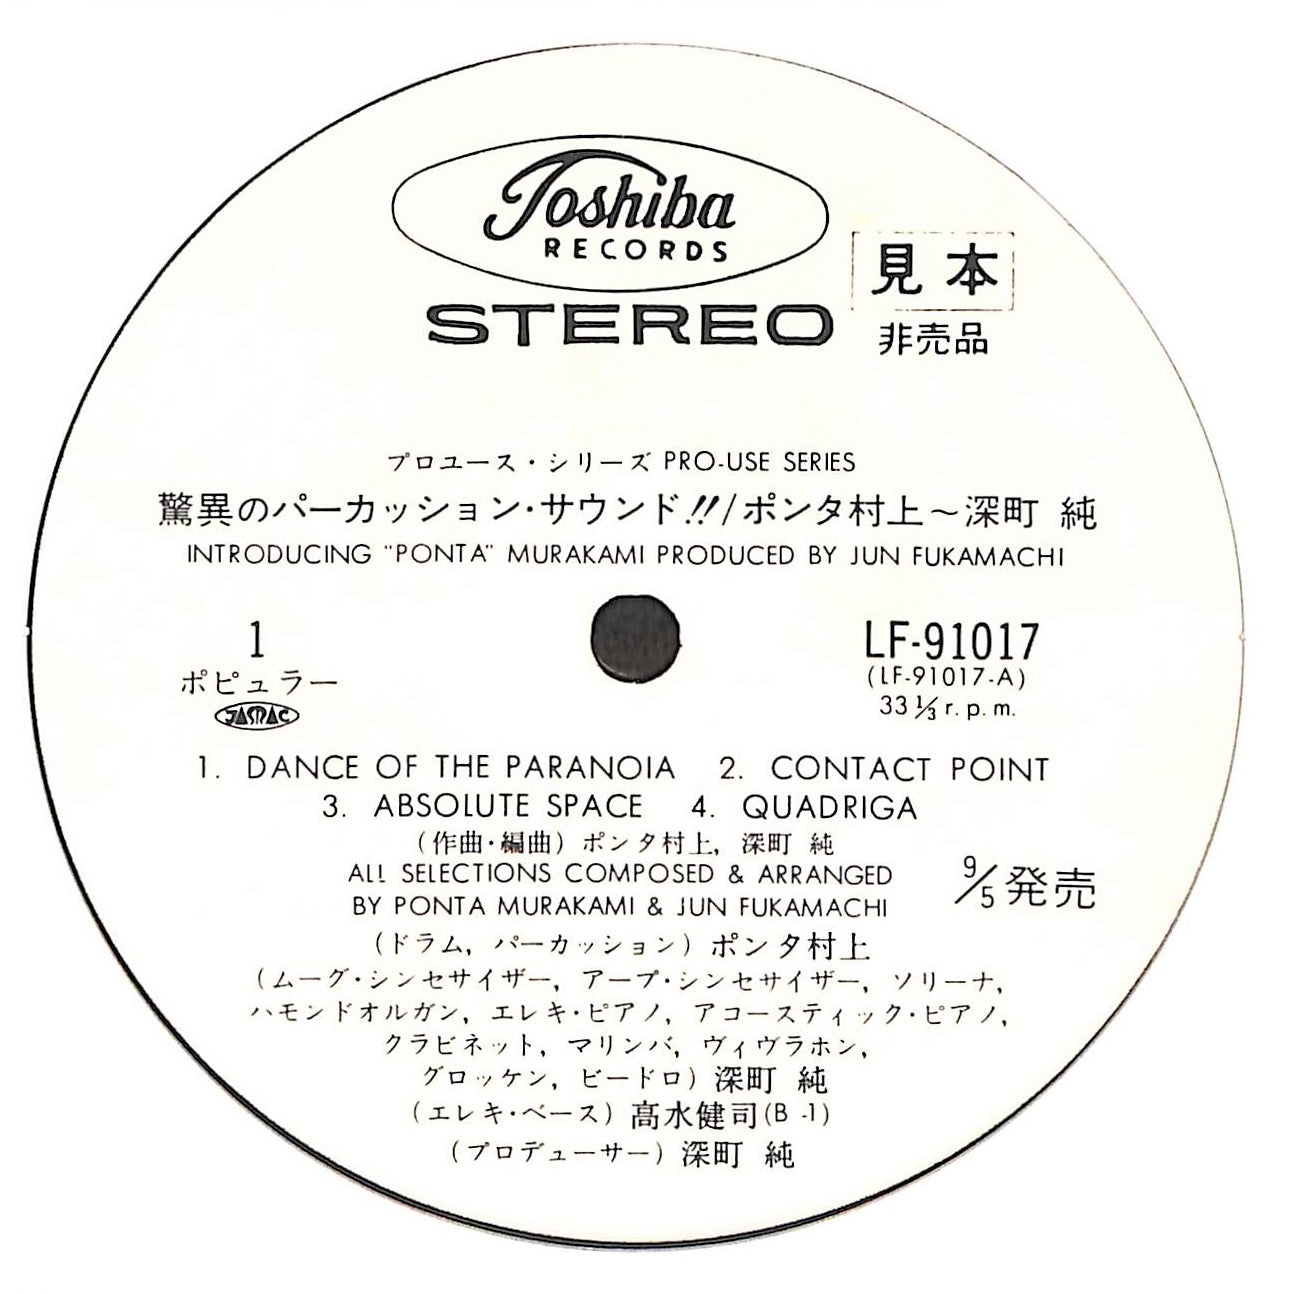 Toshiba
RECORDS
STEREO
見本
非売品
プロユース・シリーズ PRO-USE SERIES
驚異のパーカッション・サウンド!!/ポンタ村上～深町 純
INTRODUCING "PONTA" MURAKAMI PRODUCED BY JUN FUKAMACHI
1
ポピュラー
JASRAC
LF-91017
(LF-91017-A)
33 1/3 r.p.m.
1. DANCE OF THE PARANOIA 2. CONTACT POINT
3. ABSOLUTE SPACE 4. QUADRIGA
(作曲・編曲) ポンタ村上, 深町 純
ALL SELECTIONS COMPOSED & ARRANGED
BY PONTA MURAKAMI & JUN FUKAMACHI
9/5発売
(ドラム, パーカッション) ポンタ村上
(ムーグ・シンセサイザー, アープ・シンセサイザー, ソリーナ,
ハモンドオルガン, エレキ・ピアノ, アコースティック・ピアノ,
クラビネット, マリンバ, ヴィヴラホン,
グロッケン, ビードロ) 深町 純
(エレキ・ベース) 高水健司(B-1)
(プロデューサー) 深町 純